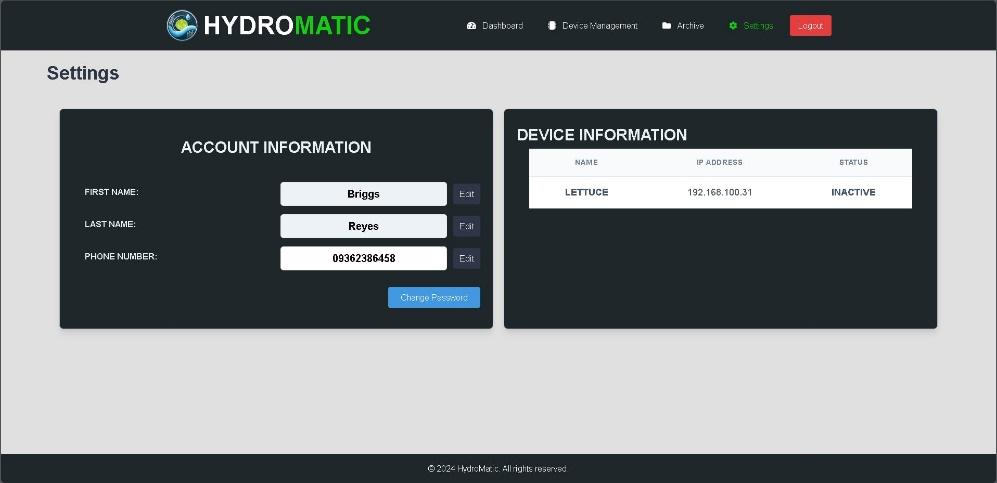 HYDROMATIC
Dashboard Device Management Archive Settings Logout
Settings
ACCOUNT INFORMATION
FIRST NAME: Briggs Edit
LAST NAME: Reyes Edit
PHONE NUMBER: 09362386458 Edit
Change Password
DEVICE INFORMATION
NAME IP ADDRESS STATUS
LETTUCE 192.168.100.31 INACTIVE
© 2024 HydroMatic. All rights reserved.